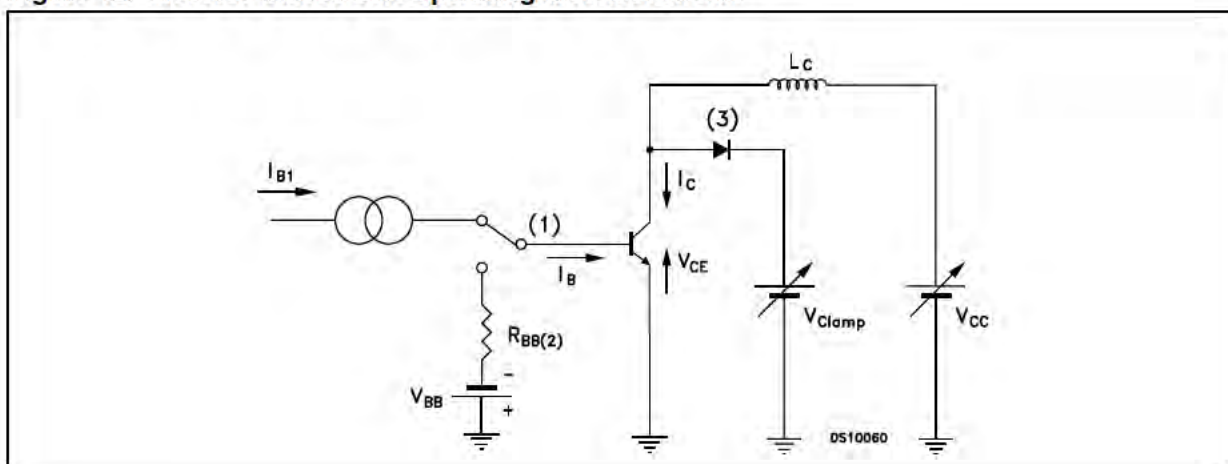 Lc
(3)
IB1
IC
(1)
IB
VCE
RBB(2)
VClamp
VCC
-
VBB
+
DS10060